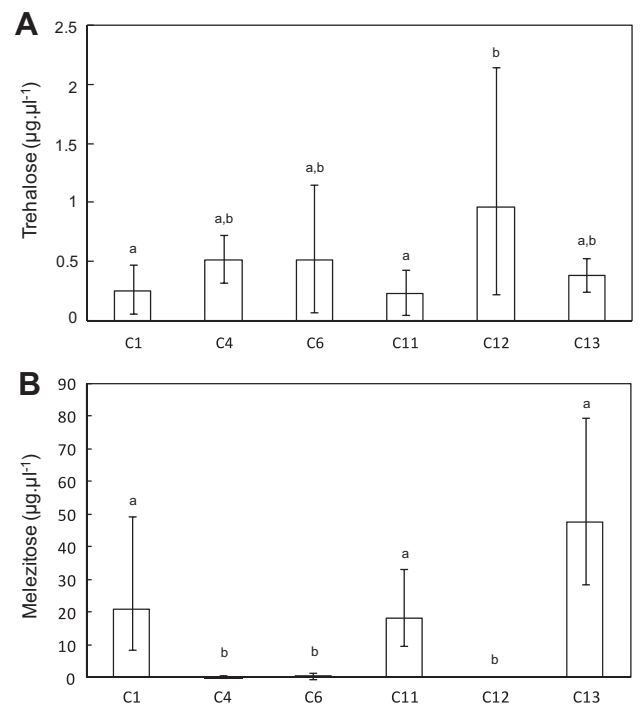 A
Trehalose (µg.µl-1)
2.5
2
1.5
1
0.5
0
a
a,b
a,b
a
b
a,b
C1 C4 C6 C11 C12 C13
B
Melezitose (µg.µl-1)
90
80
70
60
50
40
30
20
10
0
a
b
b
a
b
a
C1 C4 C6 C11 C12 C13